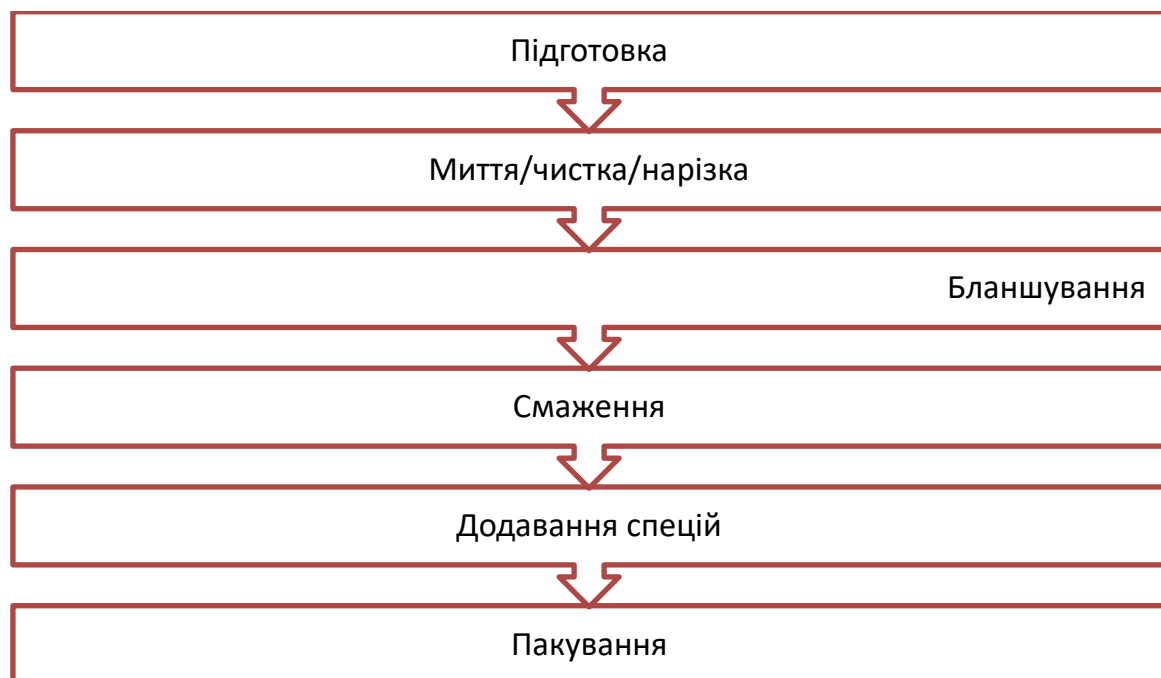 Підготовка
Миття/чистка/нарізка
Бланшування
Смаження
Додавання спецій
Пакування